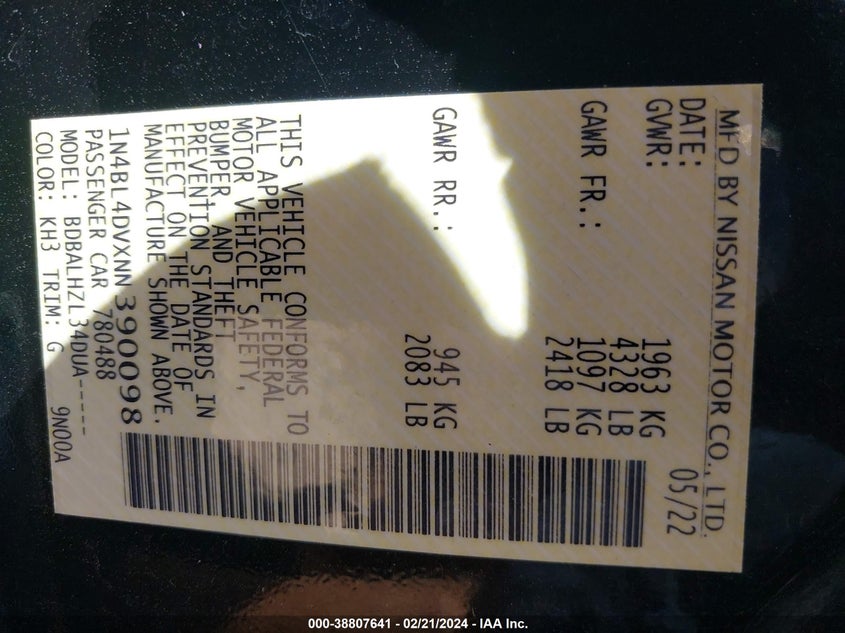 MFD BY NISSAN MOTOR CO., LTD.
DATE: 05/22
GVWR: 1963 KG
4328 LB
GAWR FR.: 1097 KG
2418 LB
GAWR RR.: 945 KG
2083 LB
THIS VEHICLE CONFORMS TO
ALL APPLICABLE FEDERAL
MOTOR VEHICLE SAFETY,
BUMPER, AND THEFT
PREVENTION STANDARDS IN
EFFECT ON THE DATE OF
MANUFACTURE SHOWN ABOVE.
1N4BL4DVXNN390098
PASSENGER CAR 780488
MODEL: BDBALHZL34DUA-----
COLOR: KH3 TRIM: G 9N00A
000-38807641 - 02/21/2024 - IAA Inc.